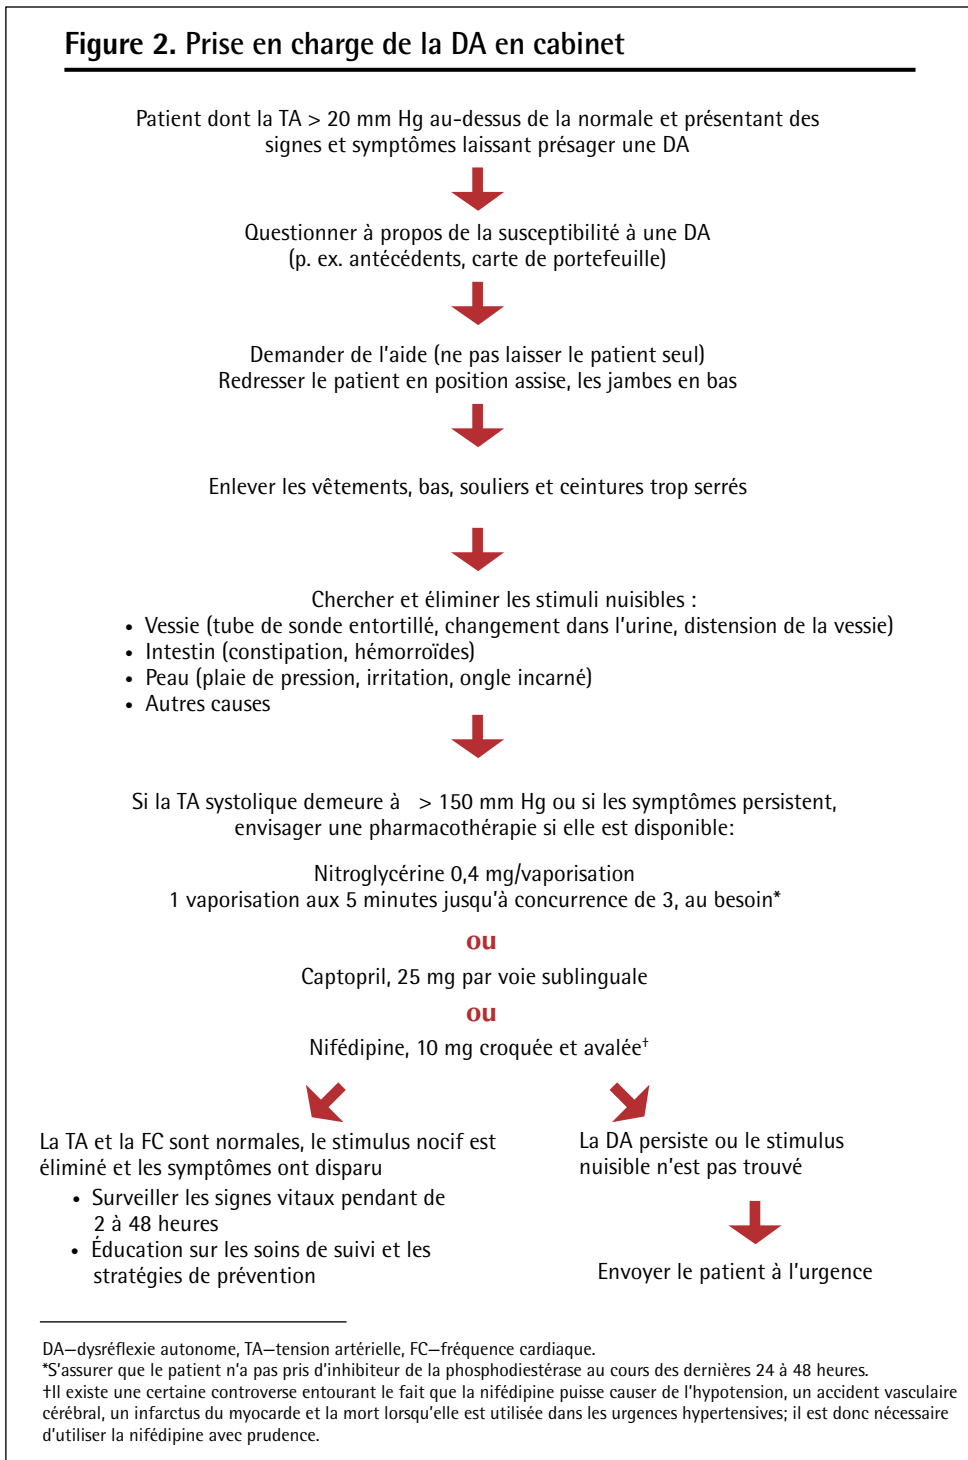 Figure 2. Prise en charge de la DA en cabinet
Patient dont la TA > 20 mm Hg au-dessus de la normale et présentant des
signes et symptômes laissant présager une DA
Questionner à propos de la susceptibilité à une DA
(p. ex. antécédents, carte de portefeuille)
Demander de l'aide (ne pas laisser le patient seul)
Redresser le patient en position assise, les jambes en bas
Enlever les vêtements, bas, souliers et ceintures trop serrés
Chercher et éliminer les stimuli nuisibles :
• Vessie (tube de sonde entortillé, changement dans l'urine, distension de la vessie)
• Intestin (constipation, hémorroïdes)
• Peau (plaie de pression, irritation, ongle incarné)
• Autres causes
Si la TA systolique demeure à > 150 mm Hg ou si les symptômes persistent,
envisager une pharmacothérapie si elle est disponible:
Nitroglycérine 0,4 mg/vaporisation
1 vaporisation aux 5 minutes jusqu'à concurrence de 3, au besoin*
ou
Captopril, 25 mg par voie sublinguale
ou
Nifédipine, 10 mg croquée et avalée†
La TA et la FC sont normales, le stimulus nocif est
éliminé et les symptômes ont disparu
• Surveiller les signes vitaux pendant de
2 à 48 heures
• Éducation sur les soins de suivi et les
stratégies de prévention
La DA persiste ou le stimulus
nuisible n'est pas trouvé
Envoyer le patient à l'urgence
DA—dysréflexie autonome, TA—tension artérielle, FC—fréquence cardiaque.
*S'assurer que le patient n'a pas pris d'inhibiteur de la phosphodiestérase au cours des dernières 24 à 48 heures.
†Il existe une certaine controverse entourant le fait que la nifédipine puisse causer de l'hypotension, un accident vasculaire
cérébral, un infarctus du myocarde et la mort lorsqu'elle est utilisée dans les urgences hypertensives; il est donc nécessaire
d'utiliser la nifédipine avec prudence.